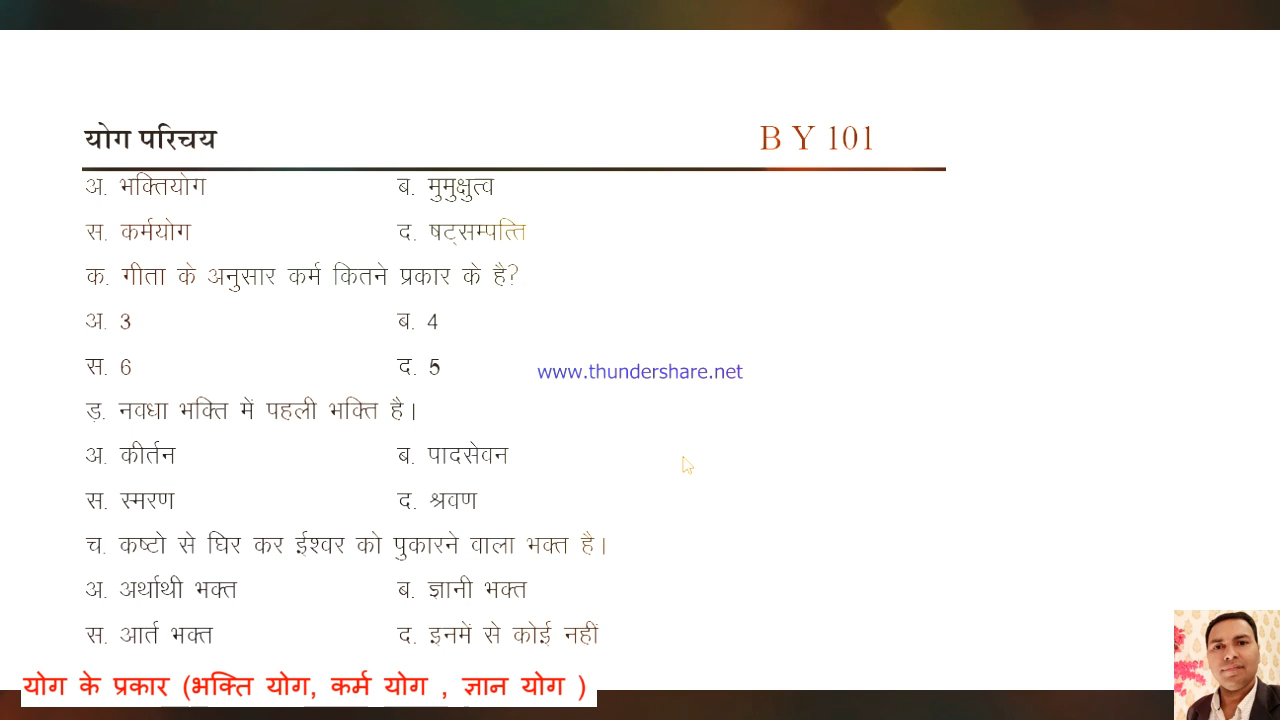 योग परिचय B Y 101
अ. भक्तियोग ब. मुमुक्षुत्व
स. कर्मयोग द. षट्सम्पत्ति
क. गीता के अनुसार कर्म कितने प्रकार के है?
अ. 3 ब. 4
स. 6 द. 5
www.thundershare.net
ड़. नवधा भक्ति में पहली भक्ति है।
अ. कीर्तन ब. पादसेवन
स. स्मरण द. श्रवण
च. कष्टो से घिर कर ईश्वर को पुकारने वाला भक्त है।
अ. अर्थाथी भक्त ब. ज्ञानी भक्त
स. आर्त भक्त द. इनमें से कोई नहीं
योग के प्रकार (भक्ति योग, कर्म योग , ज्ञान योग )